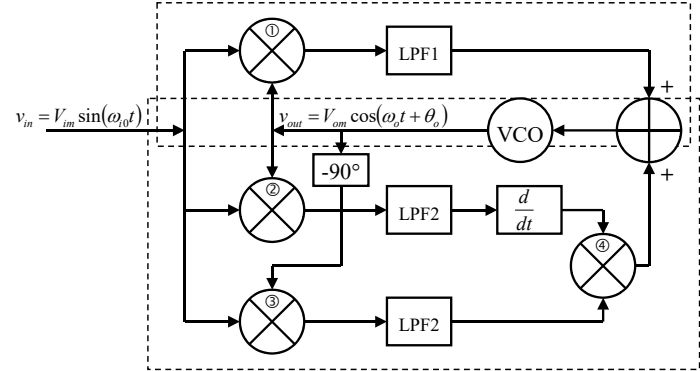 ① LPF1
+
v_in = V_im sin(ω_i0 t) v_out = V_om cos(ω_o t + θ_o) VCO
-90°
+
② LPF2 d/dt
④
③ LPF2